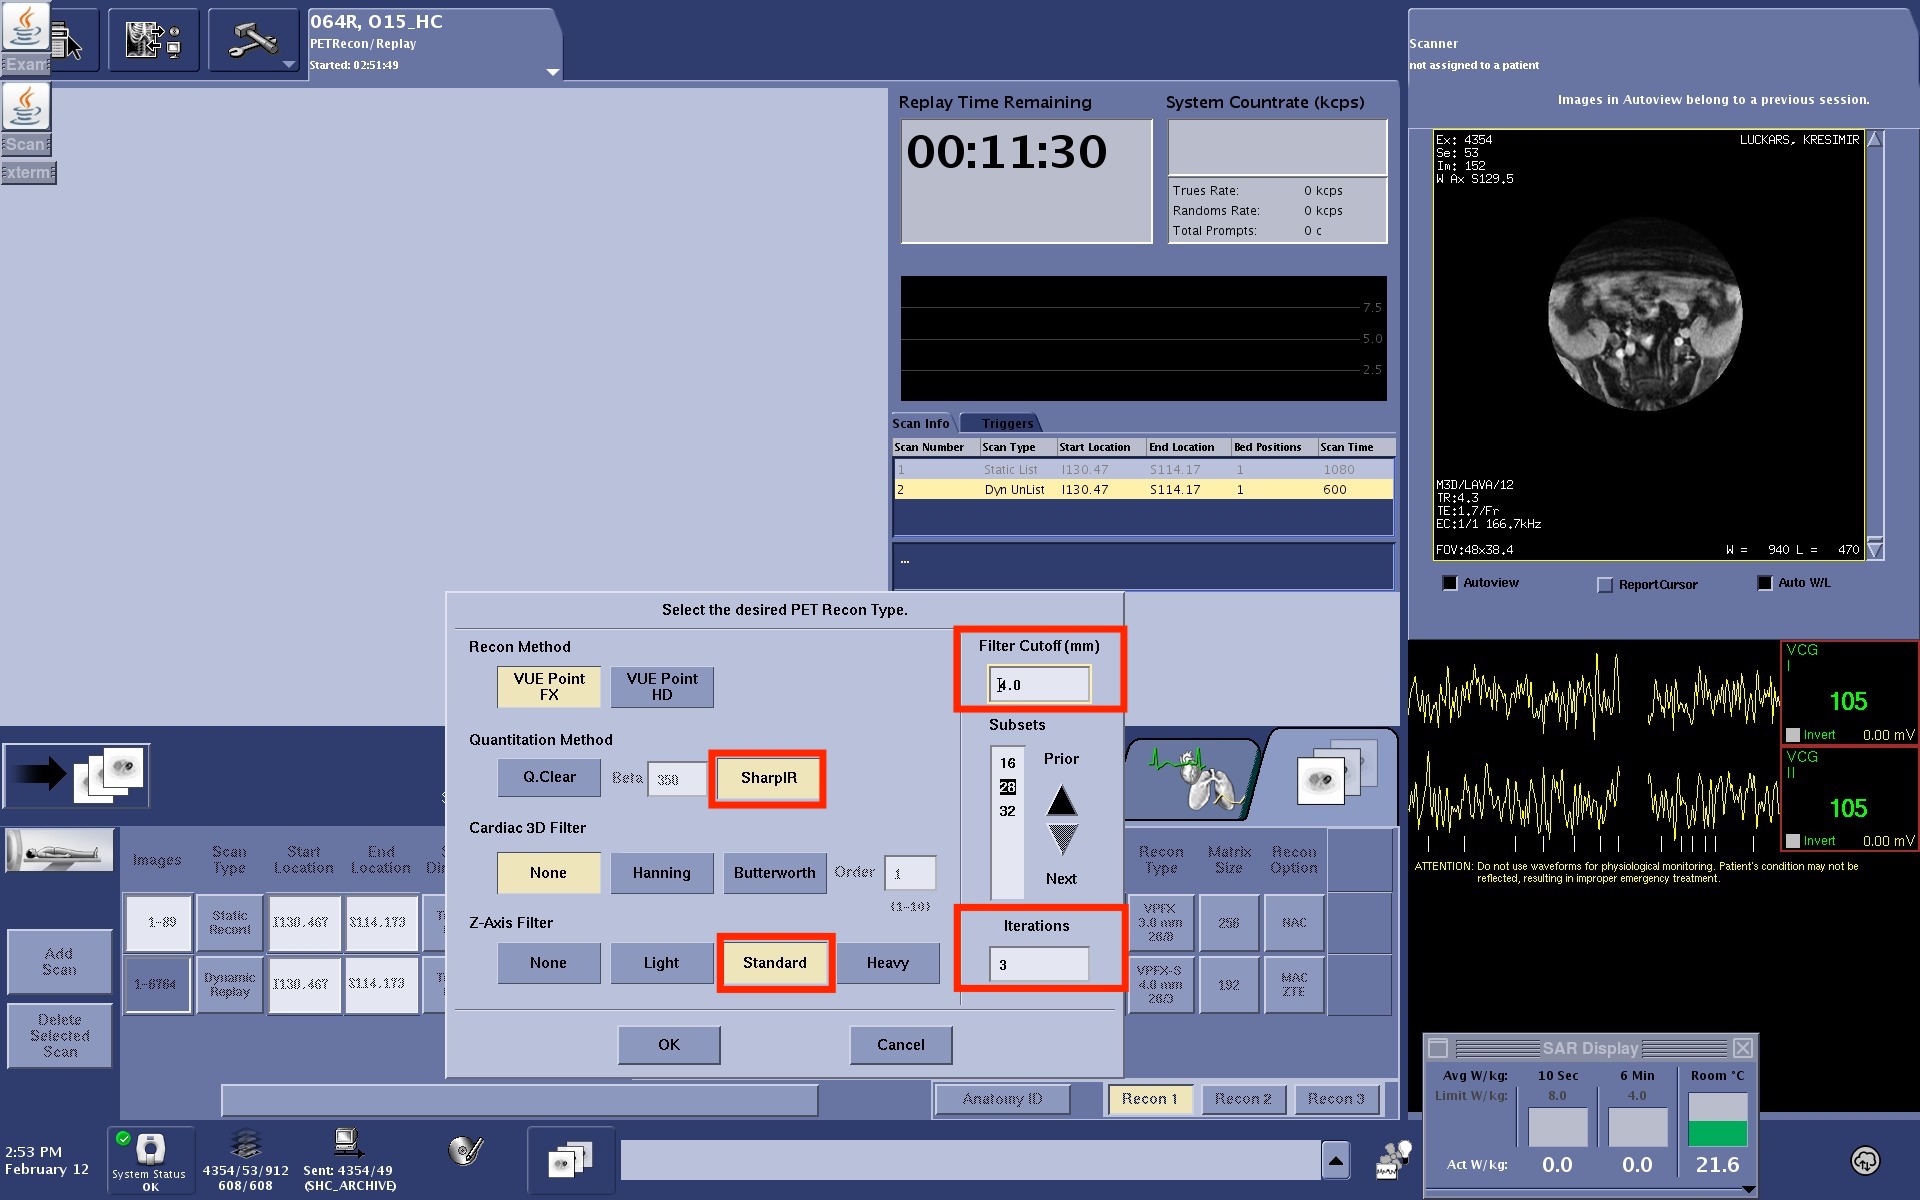 Exam
Scan
xterm
064R, O15_HC
PETRecon/Replay
Started: 02:51:49
Replay Time Remaining
00:11:30
System Countrate (kcps)
Trues Rate: 0 kcps
Randoms Rate: 0 kcps
Total Prompts: 0 c
7.5
5.0
2.5
Scan Info Triggers
Scan Number Scan Type Start Location End Location Bed Positions Scan Time
1 Static List I130.47 S114.17 1 1080
2 Dyn UnList I130.47 S114.17 1 600
...
Scanner
not assigned to a patient
Images in Autoview belong to a previous session.
Ex: 4354 LUCKARS, KRESIMIR
Se: 53
Im: 152
W Ax S129.5
M3D/LAVA/12
TR:4.3
TE:1.7/Fr
EC:1/1 166.7kHz
FOV:48x38.4 W = 940 L = 470
Autoview ReportCursor Auto W/L
VCG
I
105
Invert 0.00 mV
VCG
II
105
Invert 0.00 mV
ATTENTION: Do not use waveforms for physiological monitoring. Patient's condition may not be
reflected, resulting in improper emergency treatment.
Select the desired PET Recon Type.
Recon Method
VUE Point
FX
VUE Point
HD
Quantitation Method
Q.Clear Beta 350 SharpIR
Cardiac 3D Filter
None Hanning Butterworth Order 1
(1-10)
Z-Axis Filter
None Light Standard Heavy
Filter Cutoff (mm)
4.0
Subsets
16
28
32
Prior
Next
Iterations
3
OK Cancel
Images
Scan
Type
Start
Location
End
Location
Recon
Type
Matrix
Size
Recon
Option
1-89
Static
Recon1
I130.467
S114.173
VPFX
3.0 mm
28/8
256
NAC
Dynamic
Replay
I130.467
S114.173
VPFX-S
4.0 mm
28/3
192
MAC
ZTE
Add
Scan
Delete
Selected
Scan
Anatomy ID Recon 1 Recon 2 Recon 3
2:53 PM
February 12
System Status
OK
4354/53/912
608/608
Sent: 4354/49
(SHC_ARCHIVE)
SAR Display
Avg W/kg: 10 Sec 6 Min Room °C
Limit W/kg: 8.0 4.0
Act W/kg: 0.0 0.0 21.6